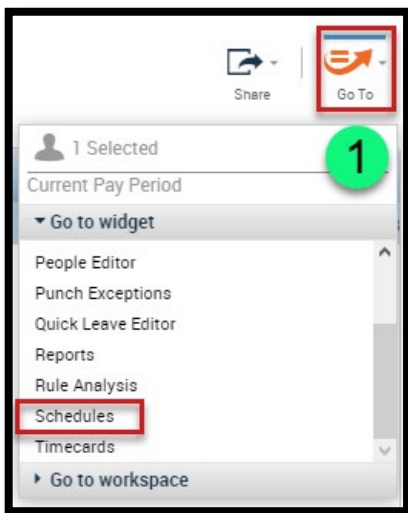 Share
Go To
1 Selected
1
Current Pay Period
Go to widget
People Editor
Punch Exceptions
Quick Leave Editor
Reports
Rule Analysis
Schedules
Timecards
Go to workspace